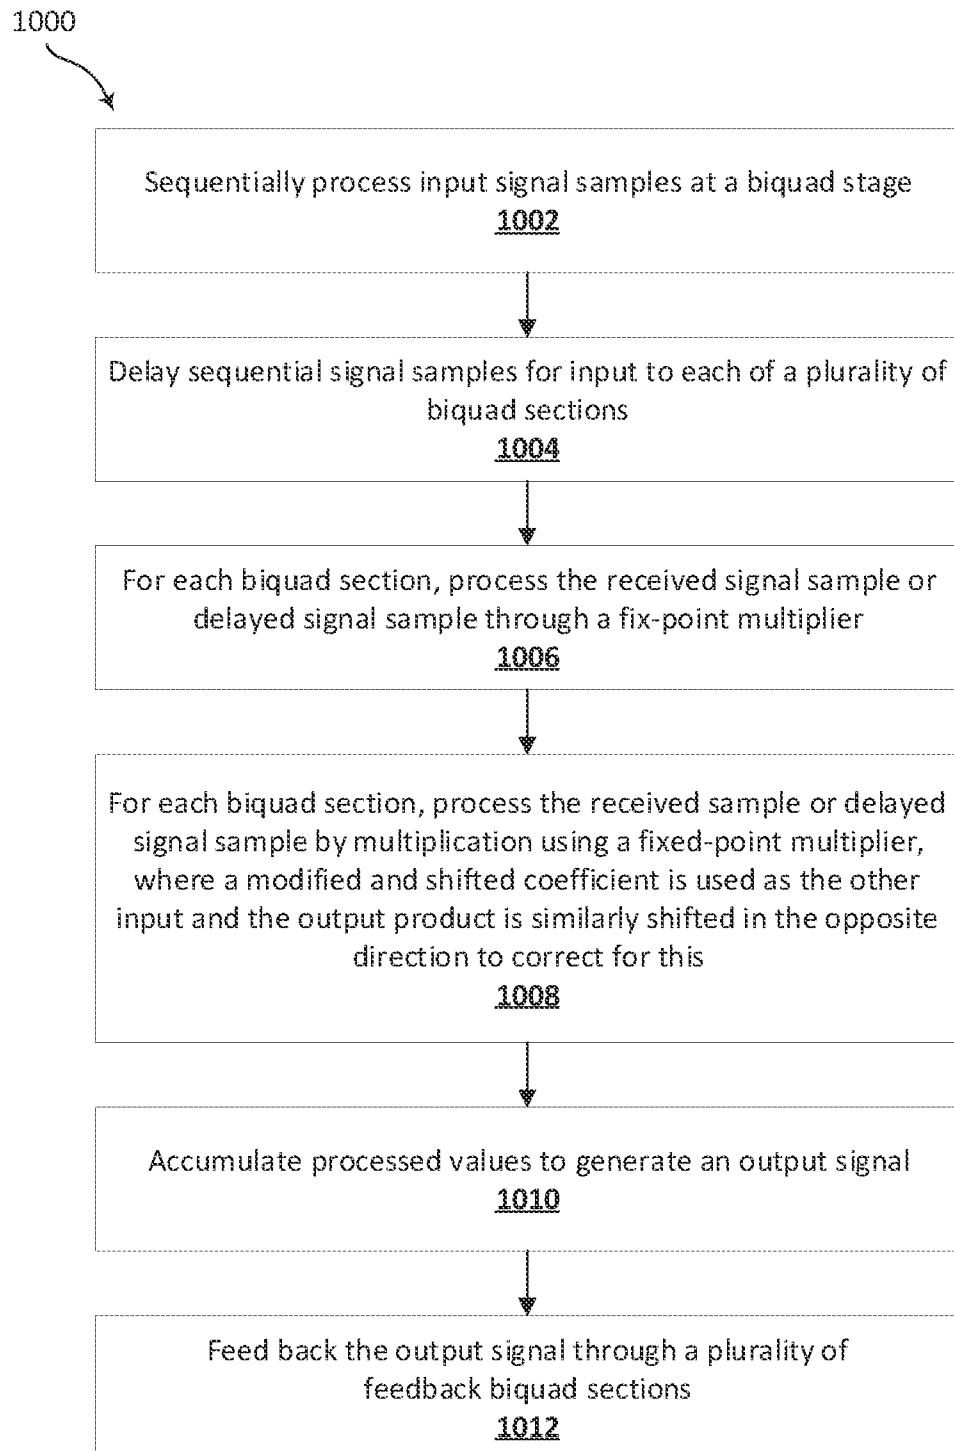 1000
Sequentially process input signal samples at a biquad stage
1002
Delay sequential signal samples for input to each of a plurality of
biquad sections
1004
For each biquad section, process the received signal sample or
delayed signal sample through a fix-point multiplier
1006
For each biquad section, process the received sample or delayed
signal sample by multiplication using a fixed-point multiplier,
where a modified and shifted coefficient is used as the other
input and the output product is similarly shifted in the opposite
direction to correct for this
1008
Accumulate processed values to generate an output signal
1010
Feed back the output signal through a plurality of
feedback biquad sections
1012